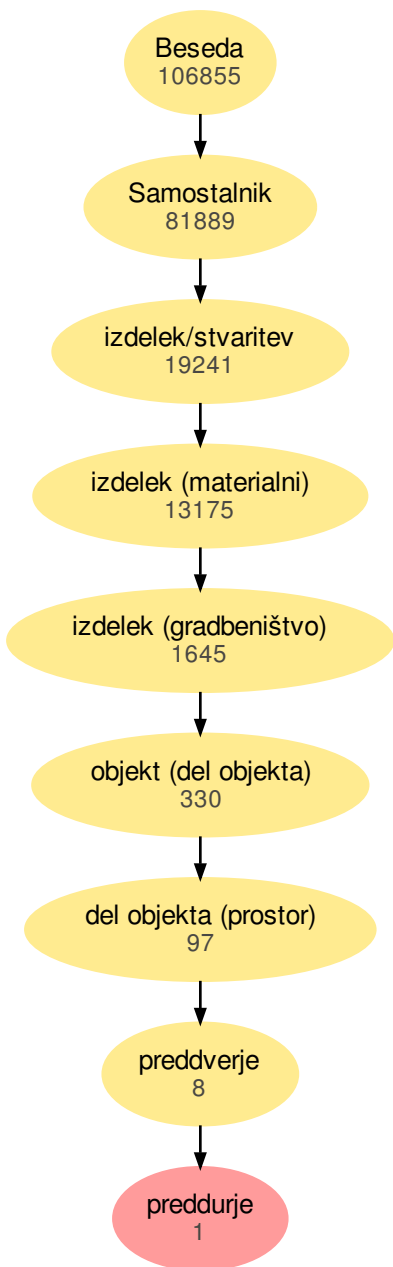 Beseda
106855
Samostalnik
81889
izdelek/stvaritev
19241
izdelek (materialni)
13175
izdelek (gradbeništvo)
1645
objekt (del objekta)
330
del objekta (prostor)
97
preddverje
8
preddurje
1